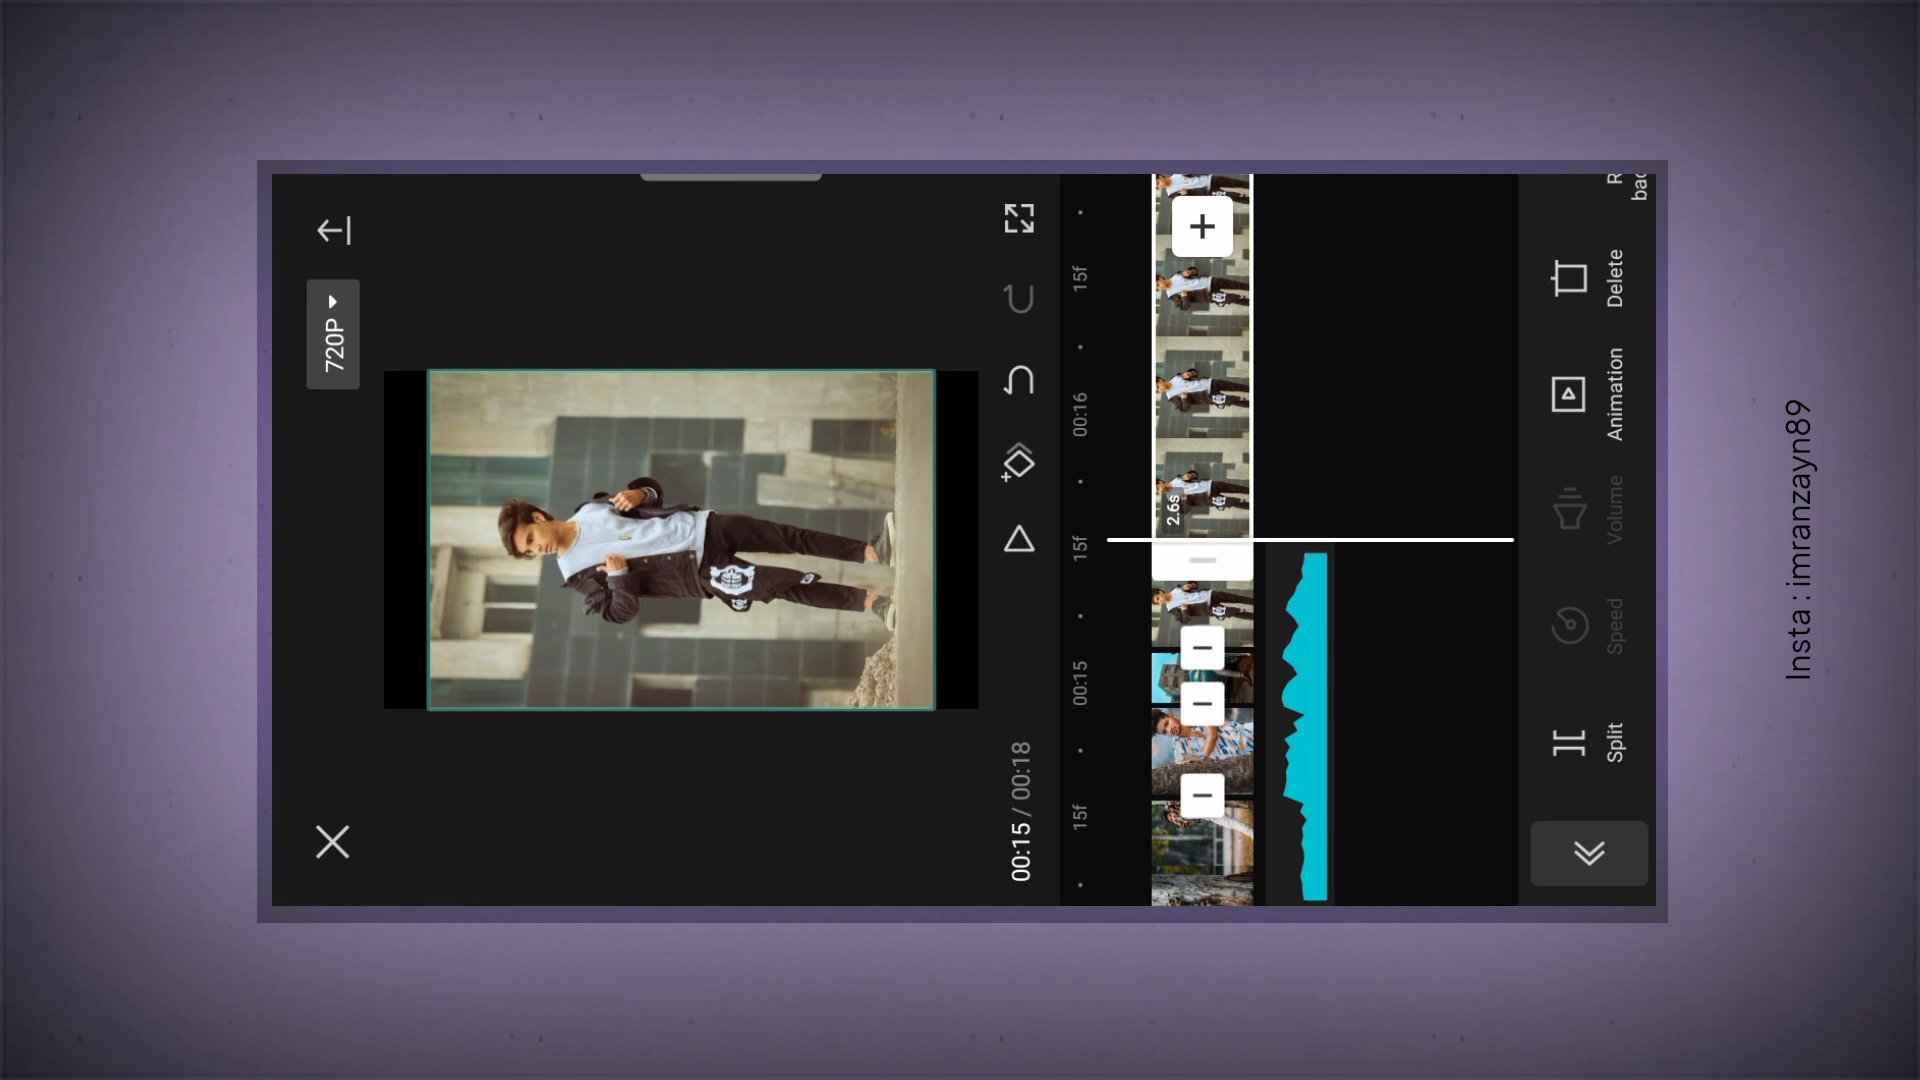 720P
00:15 / 00:18
15f
00:15
15f
00:16
15f
2.6s
Split
Speed
Volume
Animation
Delete
R
bac
Insta : imranzayn89